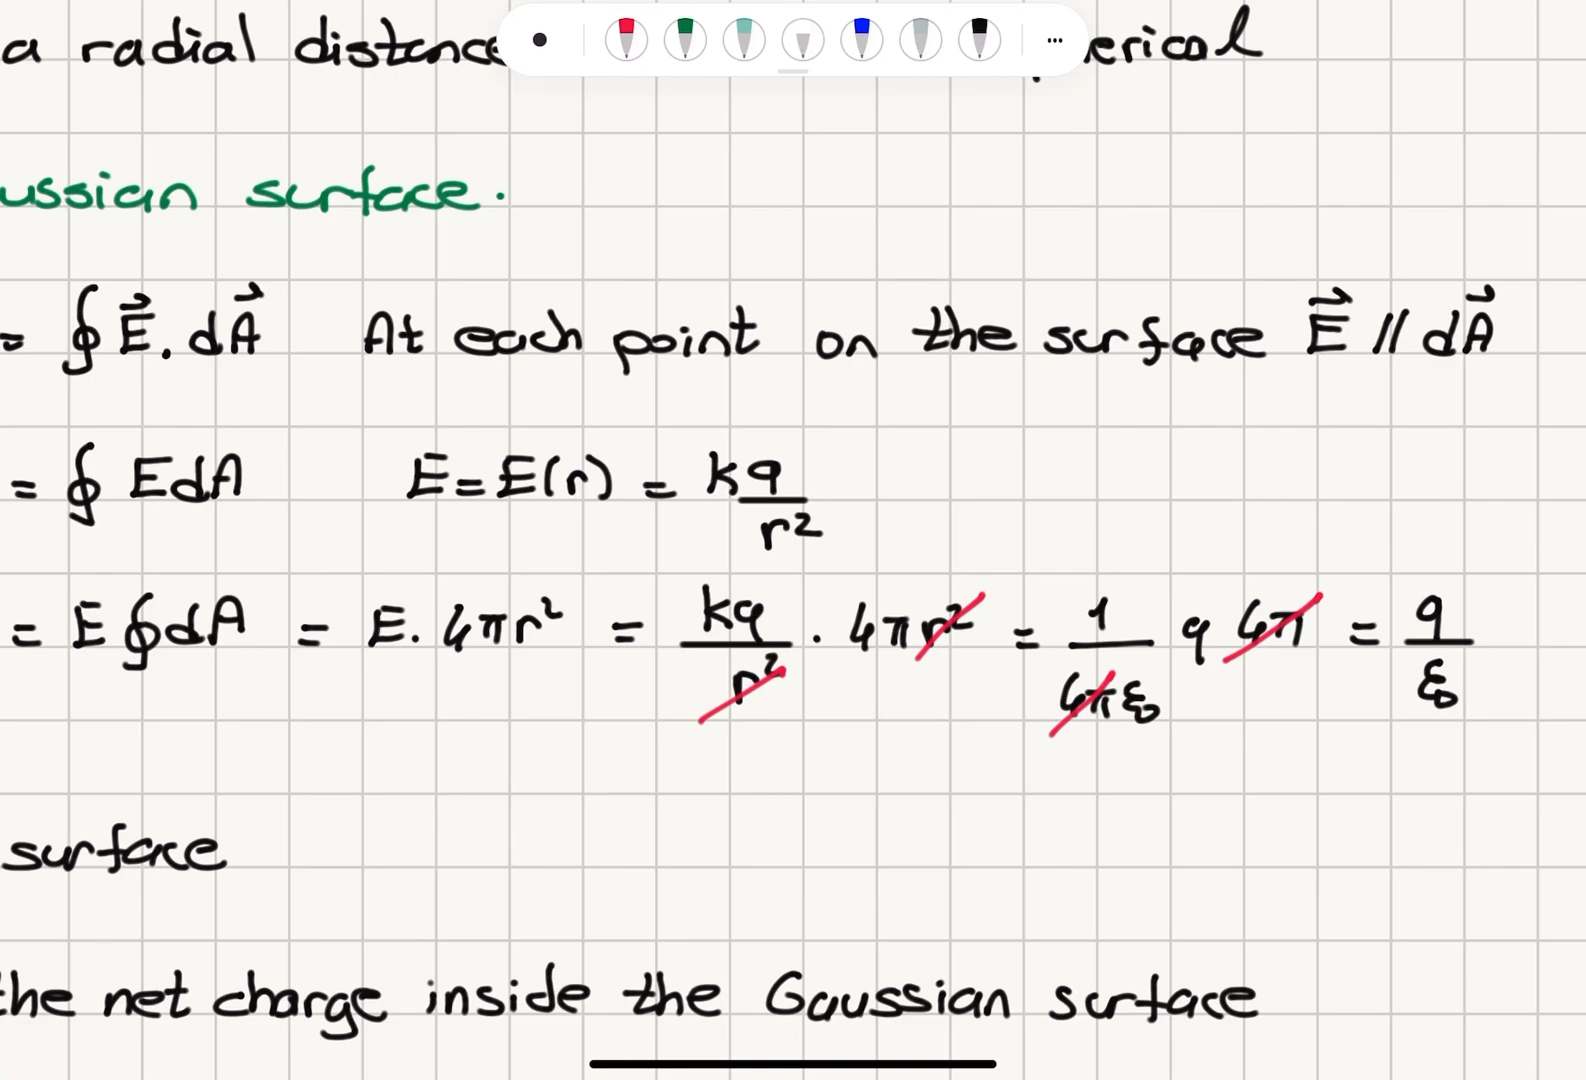 a radial distance erical
ussian surface.
= ∮ E⃗ . dA⃗ At each point on the surface E⃗ // dA⃗
= ∮ EdA E = E(r) = kq/r²
= E ∮ dA = E. 4πr² = kq/r² . 4πr² = 1/4πε₀ q 4π = q/ε₀
surface
the net charge inside the Gaussian surface